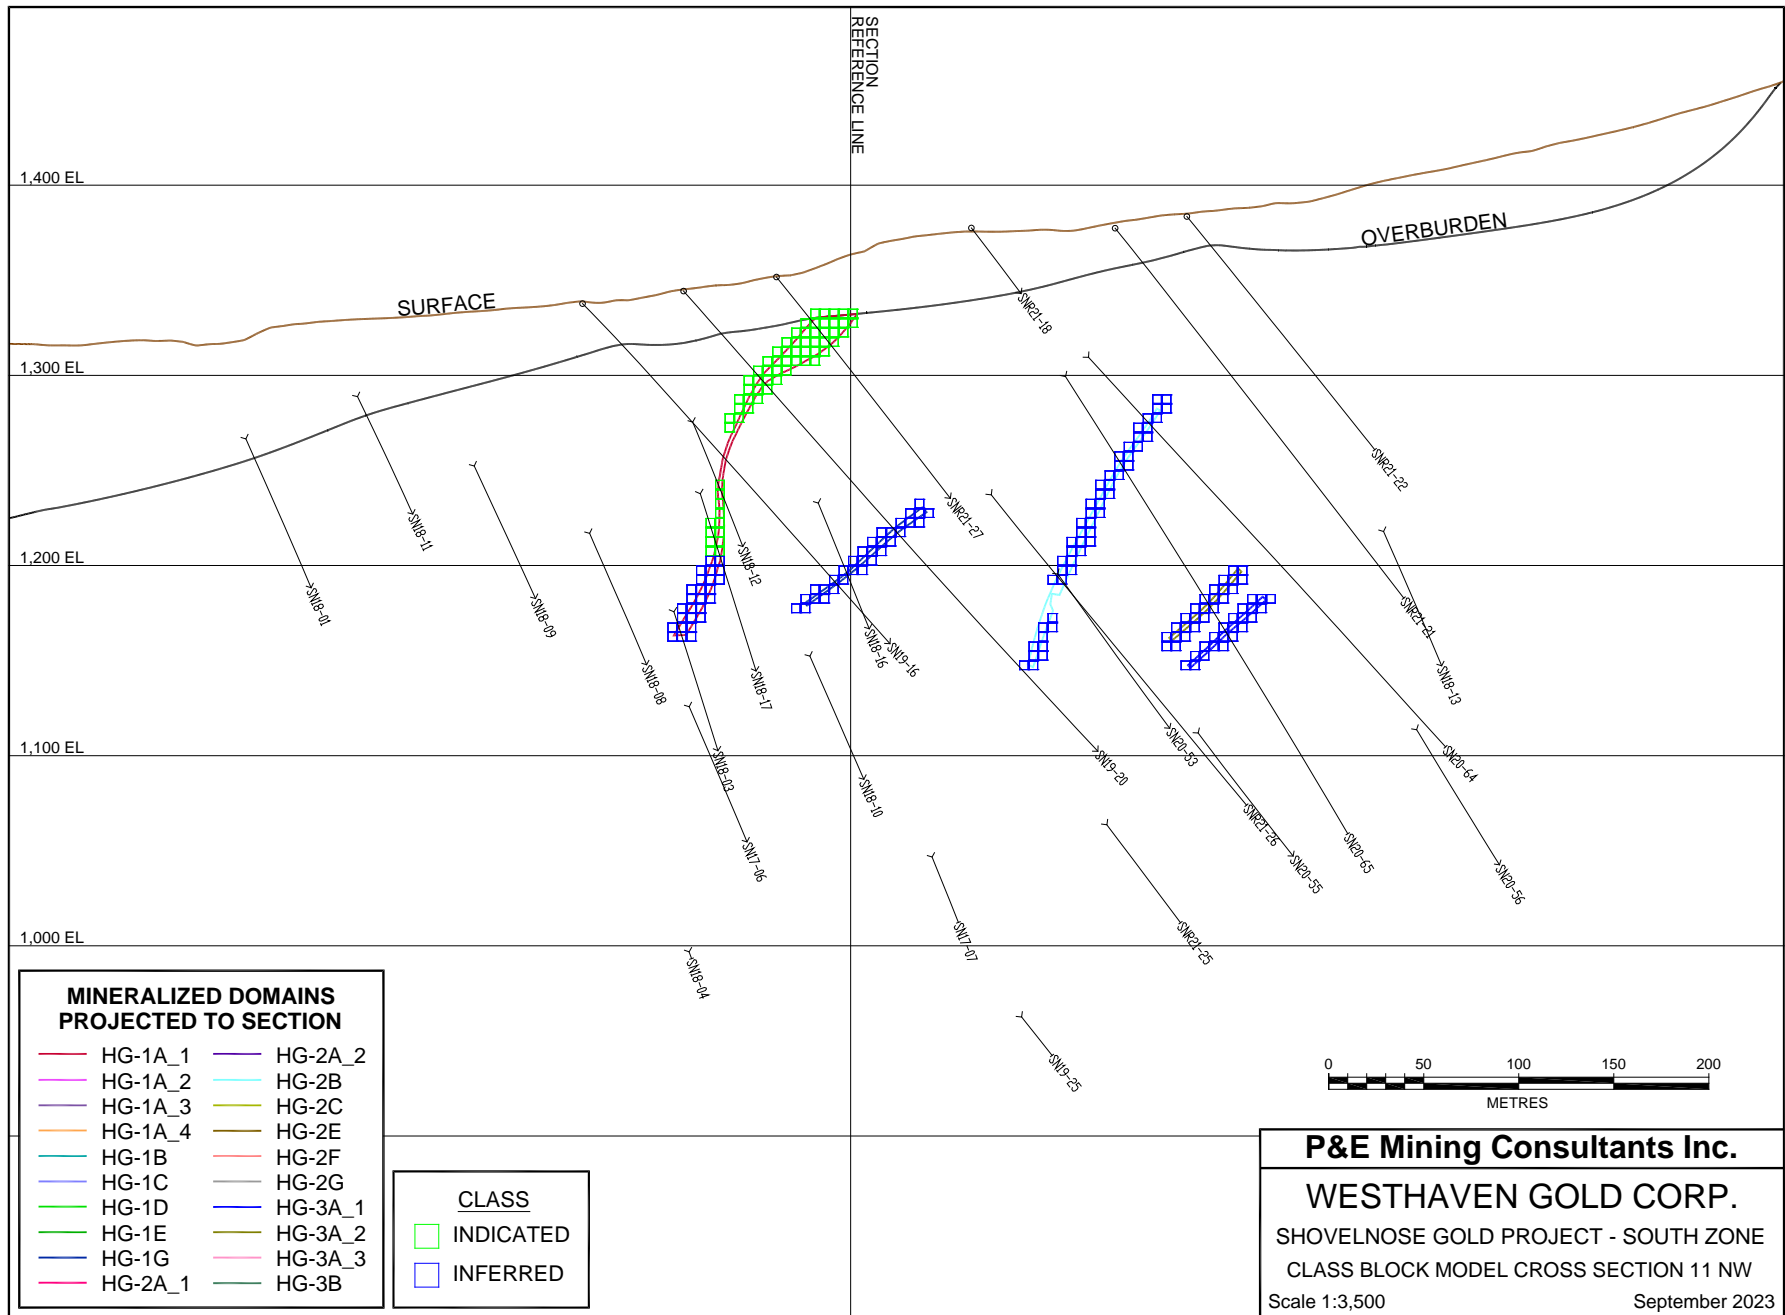 SECTION
REFERENCE LINE
1,400 EL
SURFACE
OVERBURDEN
1,300 EL
1,200 EL
1,100 EL
1,000 EL
SNR21-18
SNR21-22
SNR21-27
SNR21-21
SN18-11
SN18-01
SN18-09
SN18-08
SN18-12
SN18-17
SN18-16
SN19-16
SN18-13
SN18-03
SN18-10
SN17-06
SN19-20
SN20-53
SNR21-26
SN20-55
SN20-65
SN20-64
SN20-56
SN17-07
SNR21-25
SN18-04
SN19-25
MINERALIZED DOMAINS
PROJECTED TO SECTION
HG-1A_1 HG-2A_2
HG-1A_2 HG-2B
HG-1A_3 HG-2C
HG-1A_4 HG-2E
HG-1B HG-2F
HG-1C HG-2G
HG-1D HG-3A_1
HG-1E HG-3A_2
HG-1G HG-3A_3
HG-2A_1 HG-3B
CLASS
INDICATED
INFERRED
0 50 100 150 200
METRES
P&E Mining Consultants Inc.
WESTHAVEN GOLD CORP.
SHOVELNOSE GOLD PROJECT - SOUTH ZONE
CLASS BLOCK MODEL CROSS SECTION 11 NW
Scale 1:3,500 September 2023